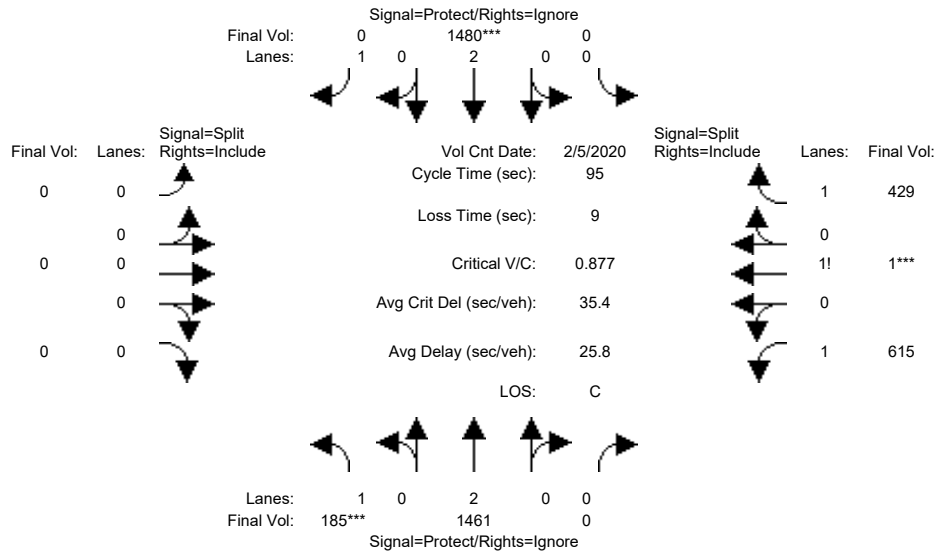 Signal=Protect/Rights=Ignore
Final Vol: 0 1480*** 0
Lanes: 1 0 2 0 0
Signal=Split
Final Vol: Lanes: Rights=Include
Vol Cnt Date: 2/5/2020
Signal=Split
Rights=Include Lanes: Final Vol:
Cycle Time (sec): 95
0 0
1 429
Loss Time (sec): 9
0
0
0 0
Critical V/C: 0.877
1! 1***
0
Avg Crit Del (sec/veh): 35.4
0
0 0
Avg Delay (sec/veh): 25.8
1 615
LOS: C
Lanes: 1 0 2 0 0
Final Vol: 185*** 1461 0
Signal=Protect/Rights=Ignore